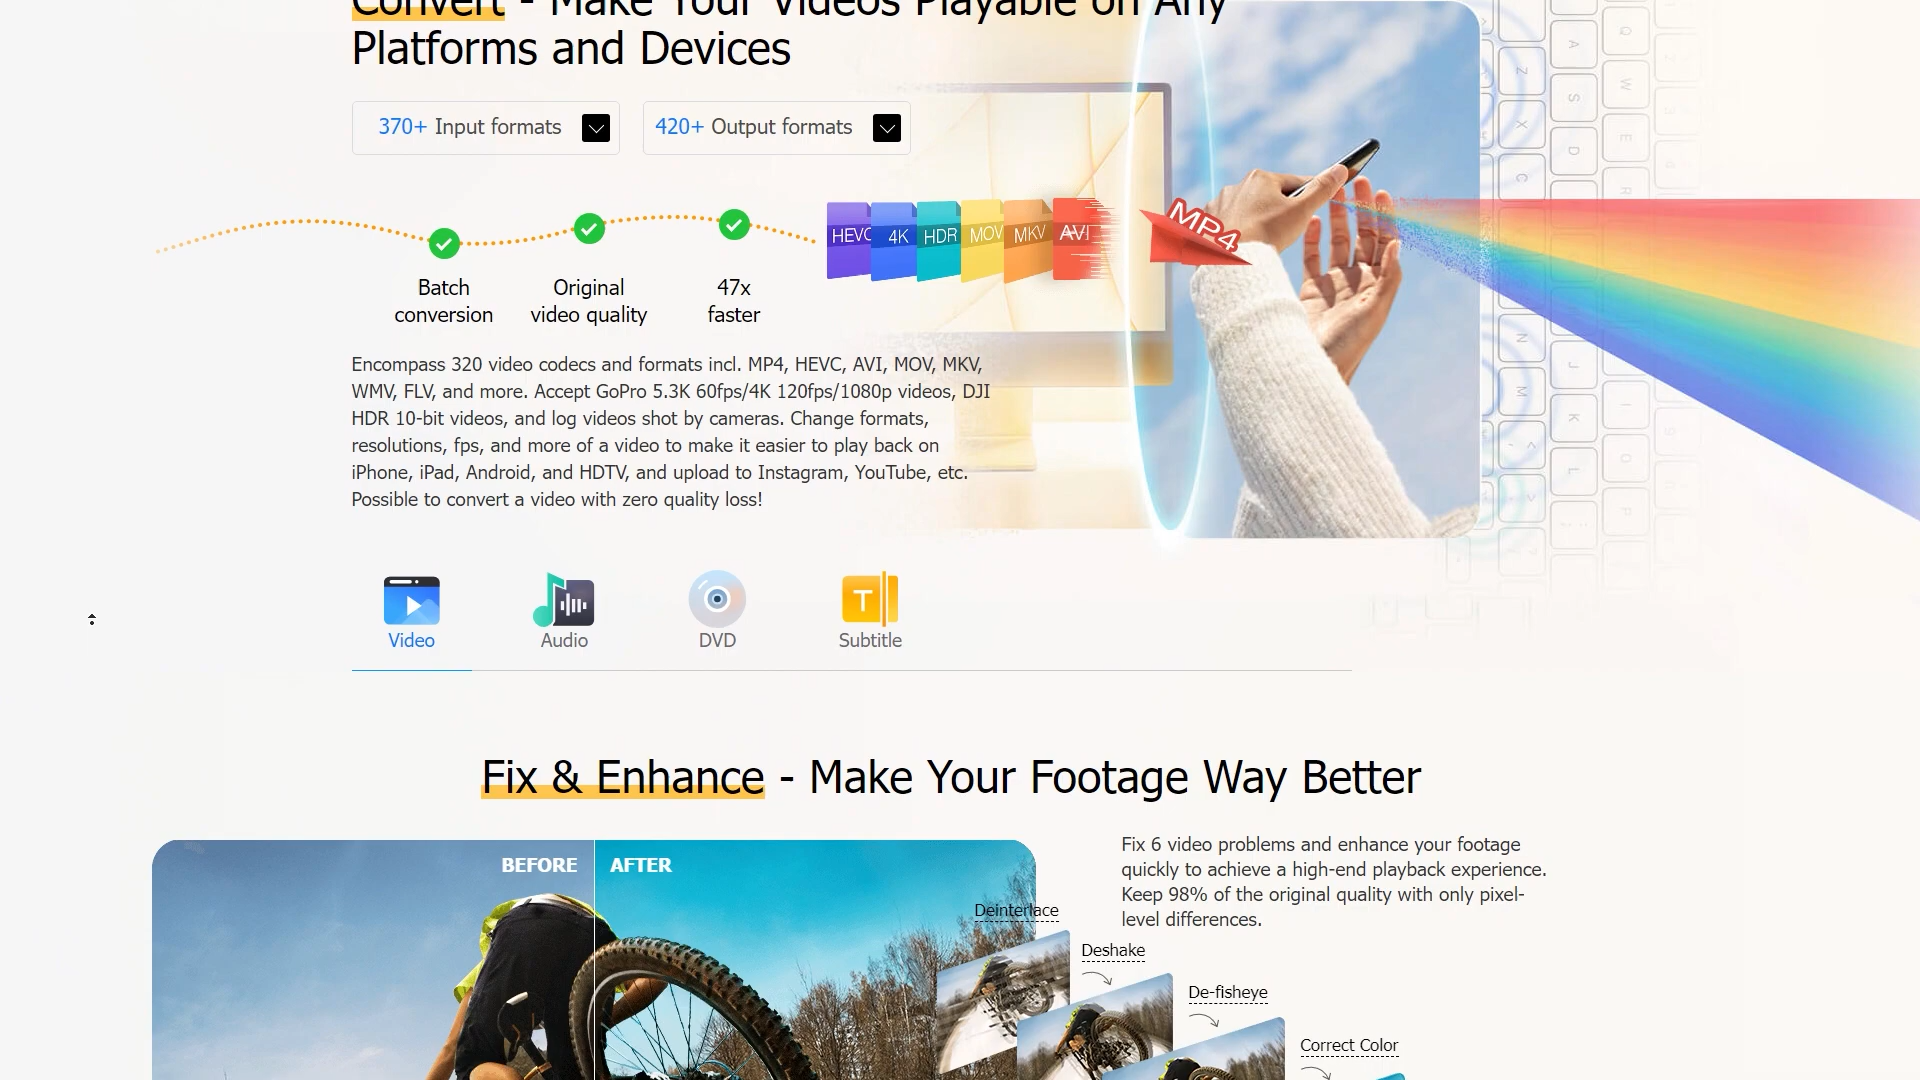 Convert - Make Your Videos Playable on Any
Platforms and Devices
370+ Input formats
420+ Output formats
HEVC
4K
HDR
MOV
MKV
AVI
MP4
Batch
conversion
Original
video quality
47x
faster
Encompass 320 video codecs and formats incl. MP4, HEVC, AVI, MOV, MKV,
WMV, FLV, and more. Accept GoPro 5.3K 60fps/4K 120fps/1080p videos, DJI
HDR 10-bit videos, and log videos shot by cameras. Change formats,
resolutions, fps, and more of a video to make it easier to play back on
iPhone, iPad, Android, and HDTV, and upload to Instagram, YouTube, etc.
Possible to convert a video with zero quality loss!
T
Video
Audio
DVD
Subtitle
Fix & Enhance - Make Your Footage Way Better
BEFORE
AFTER
Fix 6 video problems and enhance your footage
quickly to achieve a high-end playback experience.
Keep 98% of the original quality with only pixel-
level differences.
Deinterlace
Deshake
De-fisheye
Correct Color